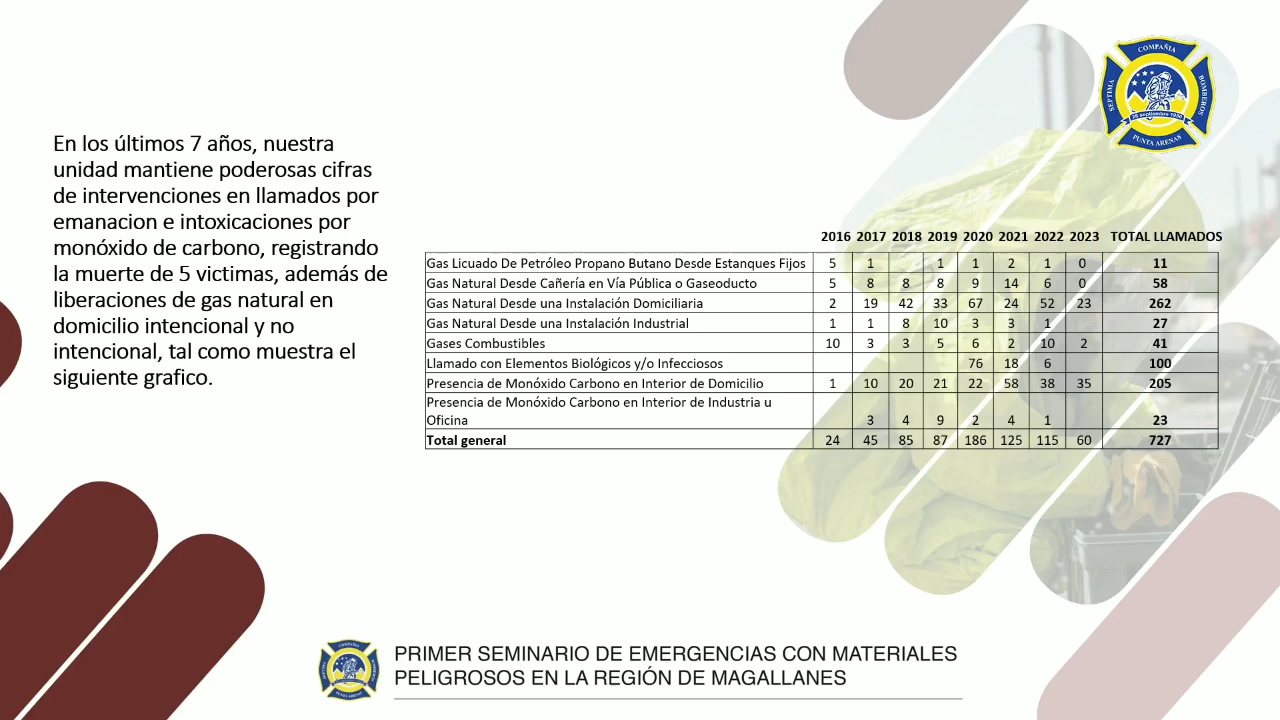 COMPAÑIA
SEPTIMA
BOMBEROS
28 septiembre 1950
PUNTA ARENAS
En los últimos 7 años, nuestra
unidad mantiene poderosas cifras
de intervenciones en llamados por
emanacion e intoxicaciones por
monóxido de carbono, registrando
la muerte de 5 victimas, además de
liberaciones de gas natural en
domicilio intencional y no
intencional, tal como muestra el
siguiente grafico.
2016 2017 2018 2019 2020 2021 2022 2023 TOTAL LLAMADOS
Gas Licuado De Petróleo Propano Butano Desde Estanques Fijos 5 1 1 1 2 1 0 11
Gas Natural Desde Cañería en Vía Pública o Gaseoducto 5 8 8 8 9 14 6 0 58
Gas Natural Desde una Instalación Domiciliaria 2 19 42 33 67 24 52 23 262
Gas Natural Desde una Instalación Industrial 1 1 8 10 3 3 1 27
Gases Combustibles 10 3 3 5 6 2 10 2 41
Llamado con Elementos Biológicos y/o Infecciosos 76 18 6 100
Presencia de Monóxido Carbono en Interior de Domicilio 1 10 20 21 22 58 38 35 205
Presencia de Monóxido Carbono en Interior de Industria u
Oficina 3 4 9 2 4 1 23
Total general 24 45 85 87 186 125 115 60 727
PRIMER SEMINARIO DE EMERGENCIAS CON MATERIALES
PELIGROSOS EN LA REGIÓN DE MAGALLANES